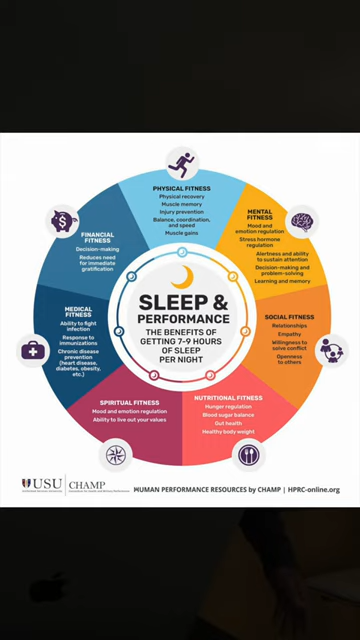 PHYSICAL FITNESS
Physical recovery
Muscle memory
Injury prevention
Balance, coordination,
and speed
Muscle gains
MENTAL
FITNESS
Mood and
emotion regulation
Stress hormone
regulation
Alertness and ability
to sustain attention
Decision-making and
problem-solving
Learning and memory
SOCIAL FITNESS
Relationships
Empathy
Willingness to
solve conflict
Openness
to others
NUTRITIONAL FITNESS
Hunger regulation
Blood sugar balance
Gut health
Healthy body weight
SPIRITUAL FITNESS
Mood and emotion regulation
Ability to live out your values
MEDICAL
FITNESS
Ability to fight
infection
Response to
immunizations
Chronic disease
prevention
(heart disease,
diabetes, obesity,
etc.)
FINANCIAL
FITNESS
Decision-making
Reduces need
for immediate
gratification
SLEEP &
PERFORMANCE
THE BENEFITS OF
GETTING 7-9 HOURS
OF SLEEP
PER NIGHT
USU
CHAMP
HUMAN PERFORMANCE RESOURCES by CHAMP | HPRC-online.org